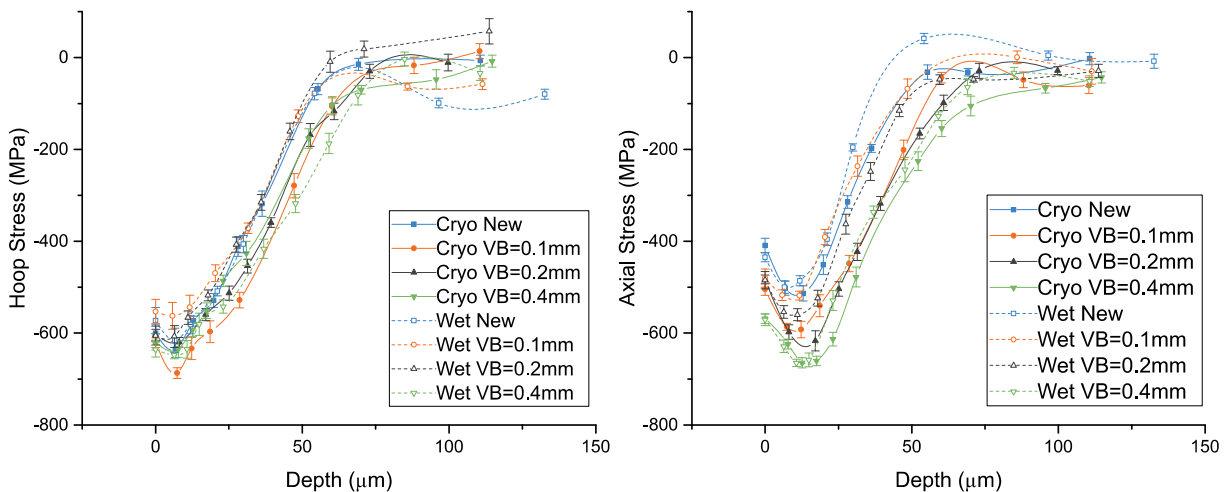 0
-200
-400
-600
-800
Hoop Stress (MPa)
0
50
100
150
Depth (μm)
Cryo New
Cryo VB=0.1mm
Cryo VB=0.2mm
Cryo VB=0.4mm
Wet New
Wet VB=0.1mm
Wet VB=0.2mm
Wet VB=0.4mm
0
-200
-400
-600
-800
Axial Stress (MPa)
0
50
100
150
Depth (μm)
Cryo New
Cryo VB=0.1mm
Cryo VB=0.2mm
Cryo VB=0.4mm
Wet New
Wet VB=0.1mm
Wet VB=0.2mm
Wet VB=0.4mm